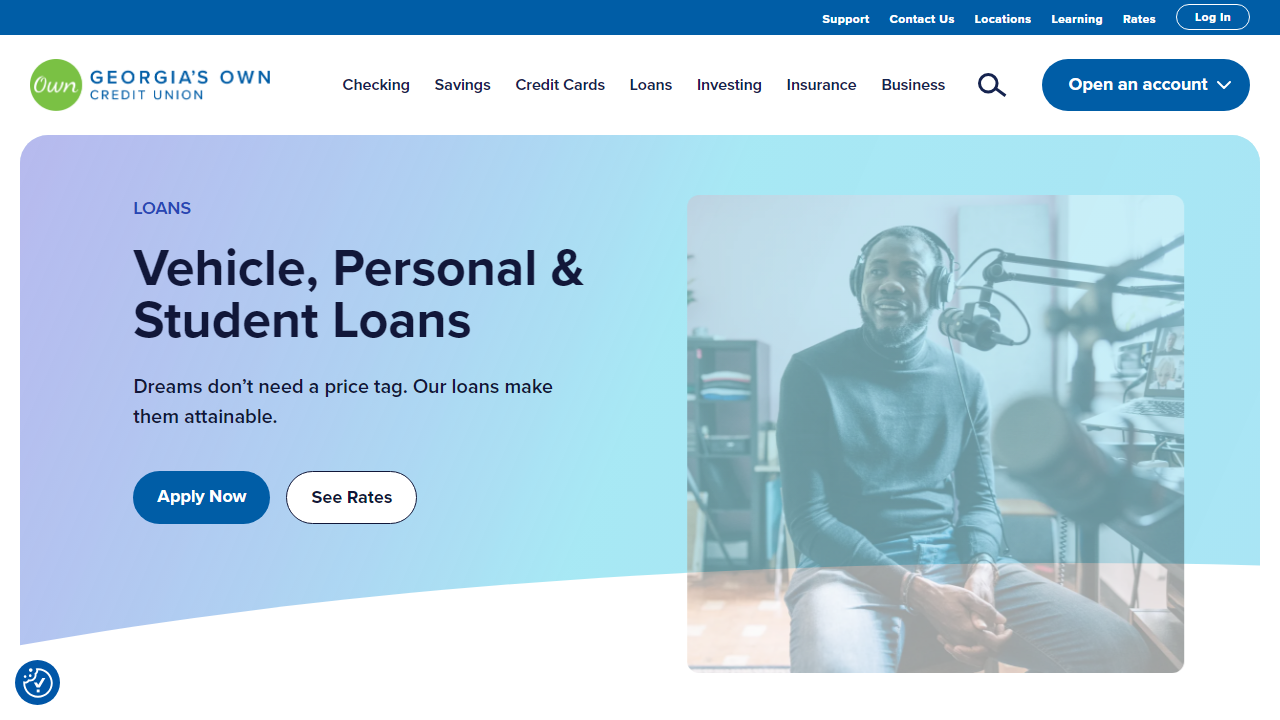 Support Contact Us Locations Learning Rates Log In
Own GEORGIA'S OWN
CREDIT UNION
Checking Savings Credit Cards Loans Investing Insurance Business Open an account
LOANS
Vehicle, Personal &
Student Loans
Dreams don’t need a price tag. Our loans make
them attainable.
Apply Now See Rates